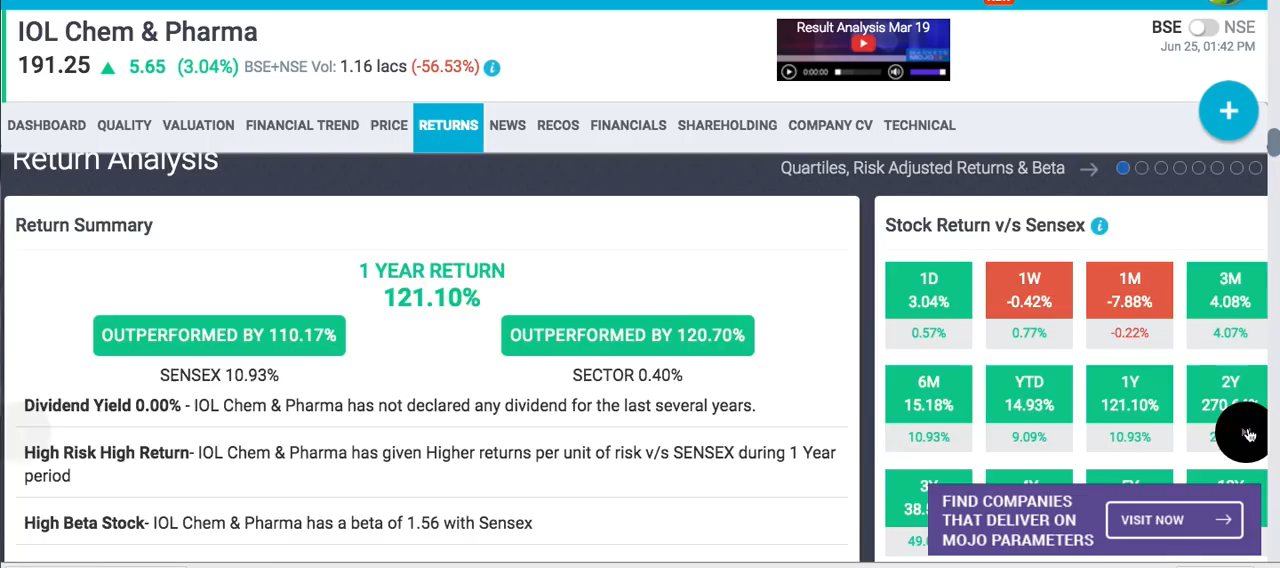 IOL Chem & Pharma
191.25 ▲ 5.65 (3.04%) BSE+NSE Vol: 1.16 lacs (-56.53%)
Result Analysis Mar 19
0:00:00
BSE NSE
Jun 25, 01:42 PM
+
DASHBOARD QUALITY VALUATION FINANCIAL TREND PRICE RETURNS NEWS RECOS FINANCIALS SHAREHOLDING COMPANY CV TECHNICAL
Return Analysis
Quartiles, Risk Adjusted Returns & Beta →
Return Summary
1 YEAR RETURN
121.10%
OUTPERFORMED BY 110.17% OUTPERFORMED BY 120.70%
SENSEX 10.93% SECTOR 0.40%
Dividend Yield 0.00% - IOL Chem & Pharma has not declared any dividend for the last several years.
High Risk High Return- IOL Chem & Pharma has given Higher returns per unit of risk v/s SENSEX during 1 Year
period
High Beta Stock- IOL Chem & Pharma has a beta of 1.56 with Sensex
Stock Return v/s Sensex
1D 1W 1M 3M
3.04% -0.42% -7.88% 4.08%
0.57% 0.77% -0.22% 4.07%
6M YTD 1Y 2Y
15.18% 14.93% 121.10%
10.93% 9.09% 10.93%
FIND COMPANIES
THAT DELIVER ON
MOJO PARAMETERS
VISIT NOW →